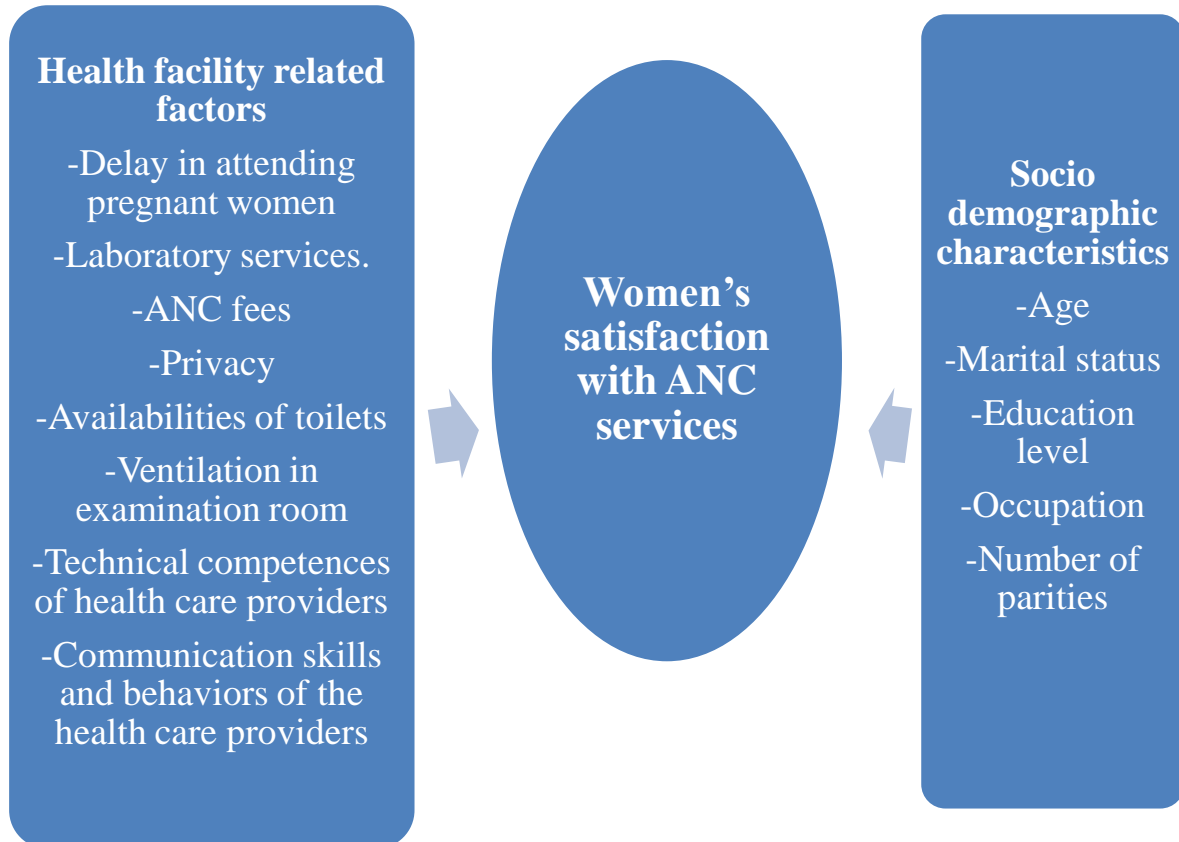 Health facility related
factors
-Delay in attending
pregnant women
-Laboratory services.
-ANC fees
-Privacy
-Availabilities of toilets
-Ventilation in
examination room
-Technical competences
of health care providers
-Communication skills
and behaviors of the
health care providers
Women’s
satisfaction
with ANC
services
Socio
demographic
characteristics
-Age
-Marital status
-Education
level
-Occupation
-Number of
parities